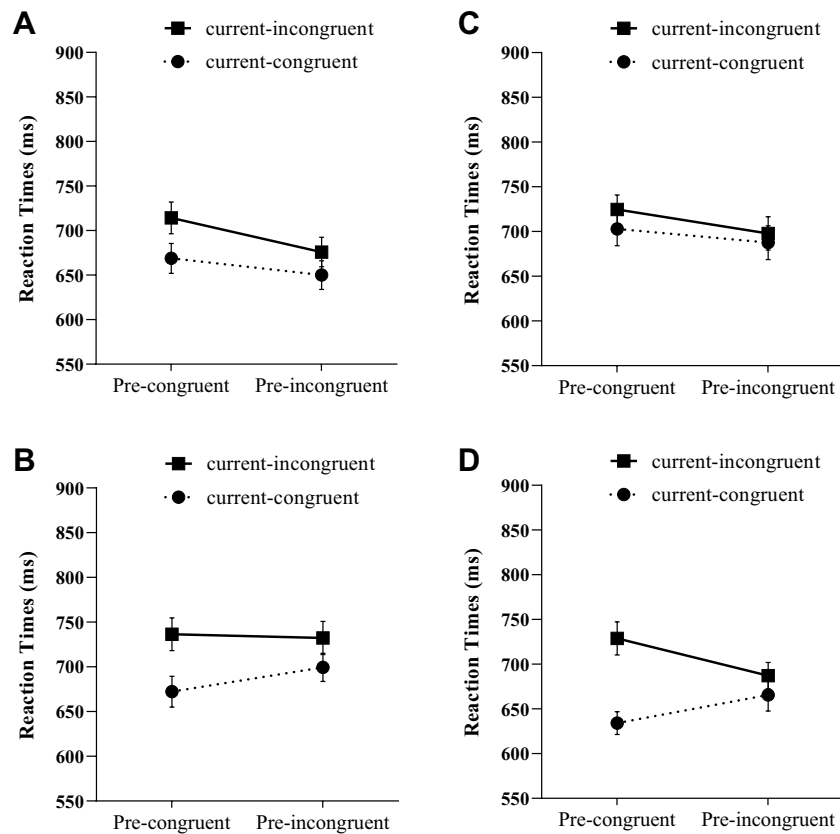 A
current-incongruent
current-congruent
900
850
800
750
700
650
600
550
Reaction Times (ms)
Pre-congruent Pre-incongruent
C
current-incongruent
current-congruent
900
850
800
750
700
650
600
550
Reaction Times (ms)
Pre-congruent Pre-incongruent
B
current-incongruent
current-congruent
900
850
800
750
700
650
600
550
Reaction Times (ms)
Pre-congruent Pre-incongruent
D
current-incongruent
current-congruent
900
850
800
750
700
650
600
550
Reaction Times (ms)
Pre-congruent Pre-incongruent